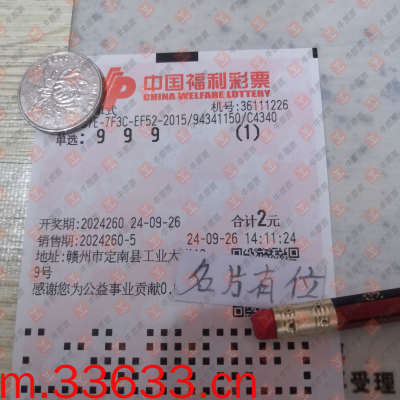 中国福利彩票
CHINA WELFARE LOTTERY
机号:36111226
7F3C-EF52-2015/94341150/C4340
单选: 9 9 9 (1)
开奖期:2024260 24-09-26 合计2元
销售期:2024260-5 24-09-26 14:11:24
地址:赣州市定南县工业大
9号
感谢您为公益事业贡献0.
名片有位
受理
m.33633.cn